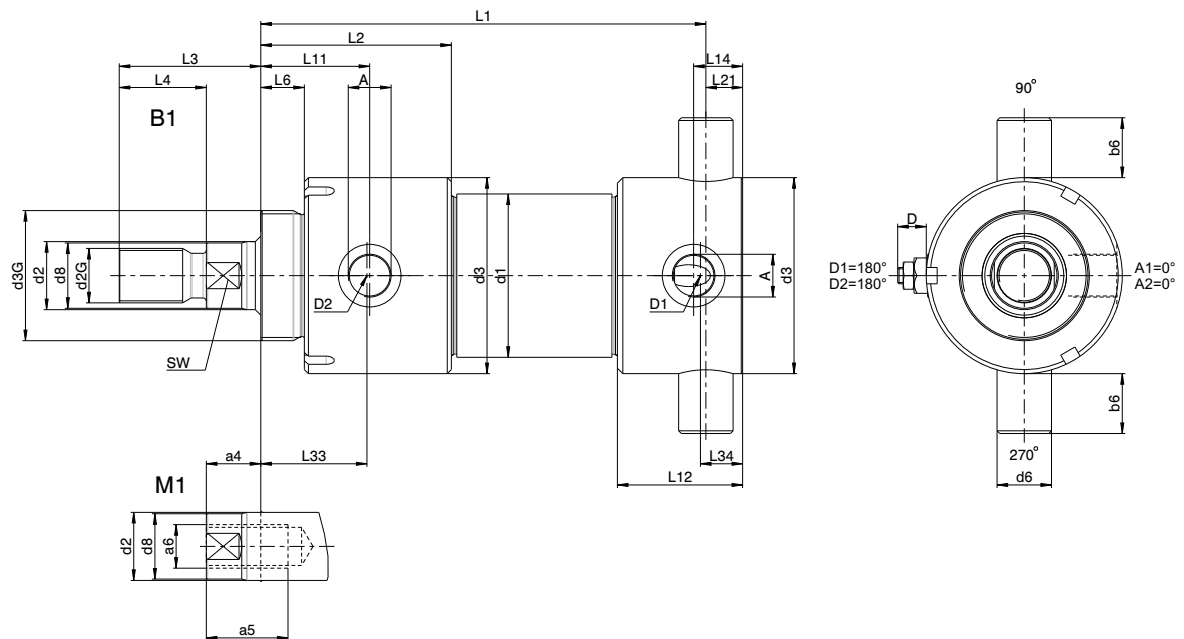 L1
L2
L3
L11
L14
L4
L6
A
L21
B1
90°
b6
d3G
d2
d8
d2G
D2
d3
d1
D1
A
d3
D
D1=180°
D2=180°
A1=0°
A2=0°
SW
b6
a4
L33
L34
270°
M1
L12
d6
d2
d8
a6
a5